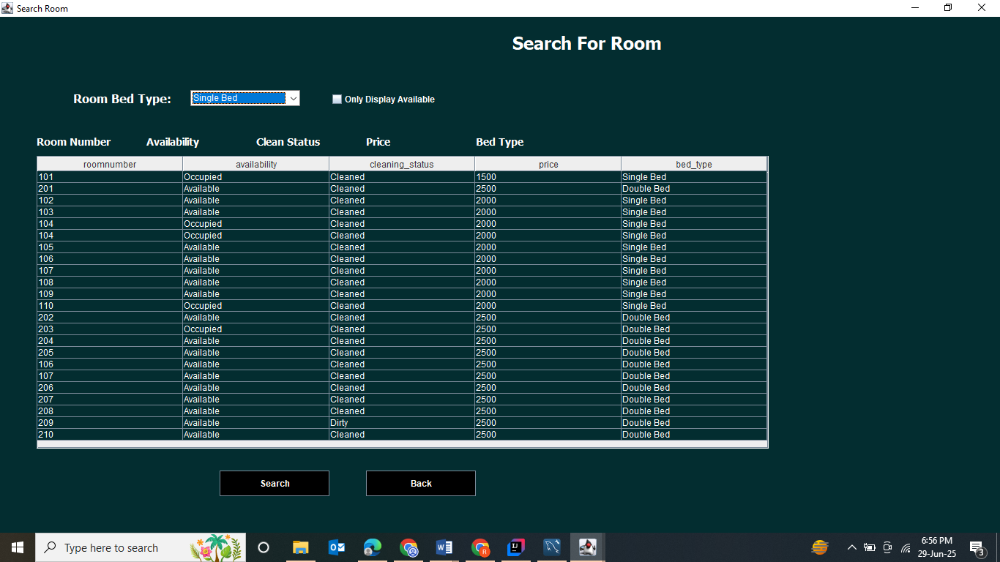 Search Room
Search For Room
Room Bed Type: Single Bed Only Display Available
Room Number Availability Clean Status Price Bed Type
roomnumber availability cleaning_status price bed_type
101 Occupied Cleaned 1500 Single Bed
201 Available Cleaned 2500 Double Bed
102 Available Cleaned 2000 Single Bed
103 Available Cleaned 2000 Single Bed
104 Occupied Cleaned 2000 Single Bed
104 Occupied Cleaned 2000 Single Bed
105 Available Cleaned 2000 Single Bed
106 Available Cleaned 2000 Single Bed
107 Available Cleaned 2000 Single Bed
108 Available Cleaned 2000 Single Bed
109 Available Cleaned 2000 Single Bed
110 Occupied Cleaned 2000 Single Bed
202 Available Cleaned 2500 Double Bed
203 Occupied Cleaned 2500 Double Bed
204 Available Cleaned 2500 Double Bed
205 Available Cleaned 2500 Double Bed
106 Available Cleaned 2500 Double Bed
107 Available Cleaned 2500 Double Bed
206 Available Cleaned 2500 Double Bed
207 Available Cleaned 2500 Double Bed
208 Available Cleaned 2500 Double Bed
209 Available Dirty 2500 Double Bed
210 Available Cleaned 2500 Double Bed
Search Back
Type here to search
6:56 PM
29-Jun-25
3